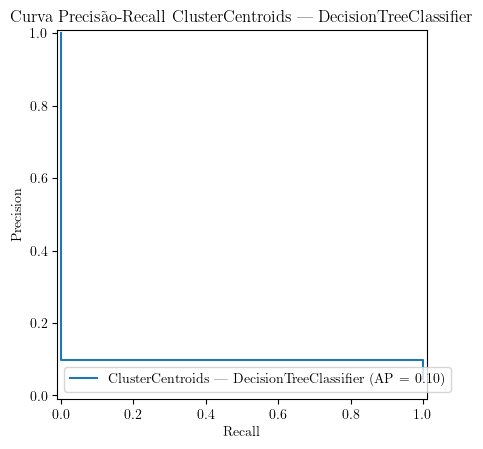 Curva Precisão-Recall ClusterCentroids — DecisionTreeClassifier
1.0
0.8
0.6
0.4
0.2
0.0
Precision
ClusterCentroids — DecisionTreeClassifier (AP = 0.10)
0.0 0.2 0.4 0.6 0.8 1.0
Recall